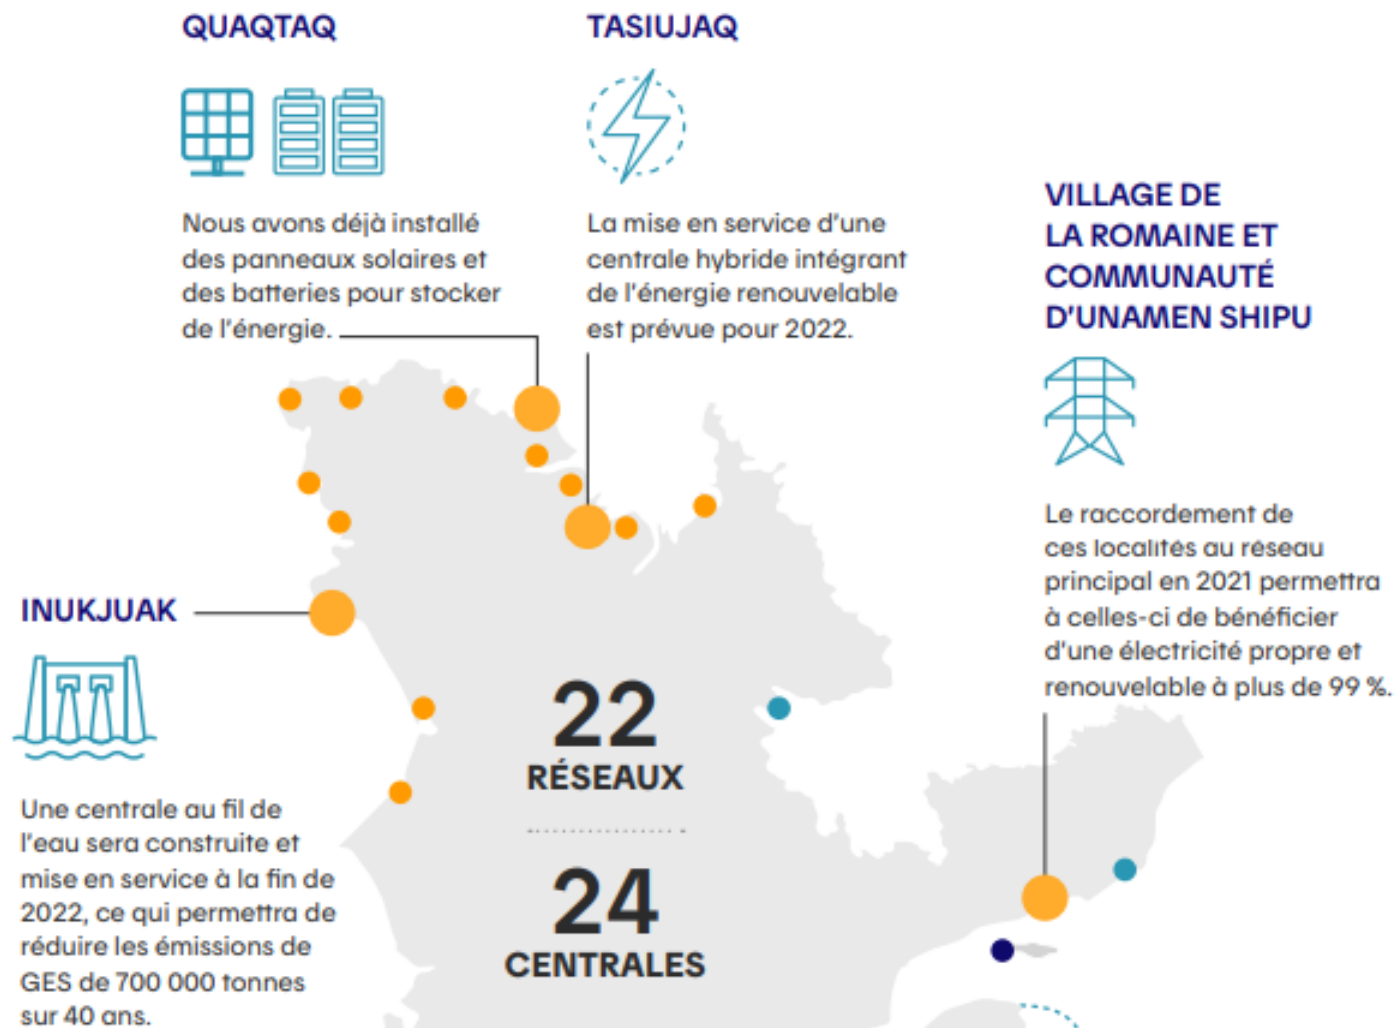 QUAQTAQ
Nous avons déjà installé
des panneaux solaires et
des batteries pour stocker
de l'énergie.
TASIUJAQ
La mise en service d'une
centrale hybride intégrant
de l'énergie renouvelable
est prévue pour 2022.
VILLAGE DE
LA ROMAINE ET
COMMUNAUTÉ
D'UNAMEN SHIPU
Le raccordement de
ces localités au réseau
principal en 2021 permettra
à celles-ci de bénéficier
d'une électricité propre et
renouvelable à plus de 99 %.
INUKJUAK
Une centrale au fil de
l'eau sera construite et
mise en service à la fin de
2022, ce qui permettra de
réduire les émissions de
GES de 700 000 tonnes
sur 40 ans.
22
RÉSEAUX
24
CENTRALES